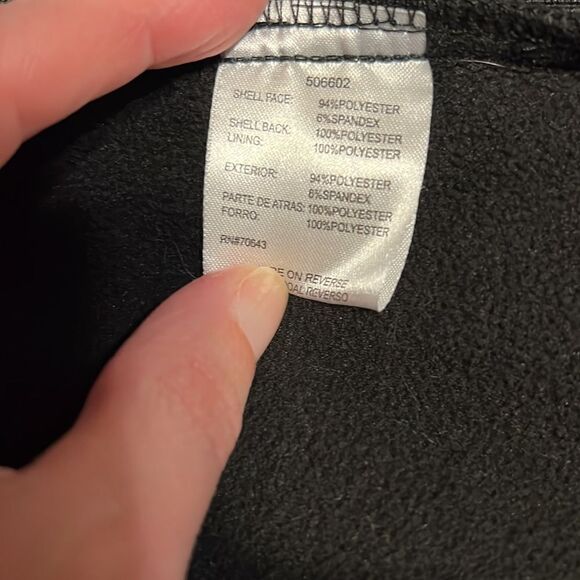 506602
SHELL FACE: 94%POLYESTER
6%SPANDEX
SHELL BACK: 100%POLYESTER
LINING: 100%POLYESTER
EXTERIOR: 94%POLYESTER
6%SPANDEX
PARTE DE ATRAS: 100%POLYESTER
FORRO: 100%POLYESTER
RN#70643
ON REVERSE
REVERSO